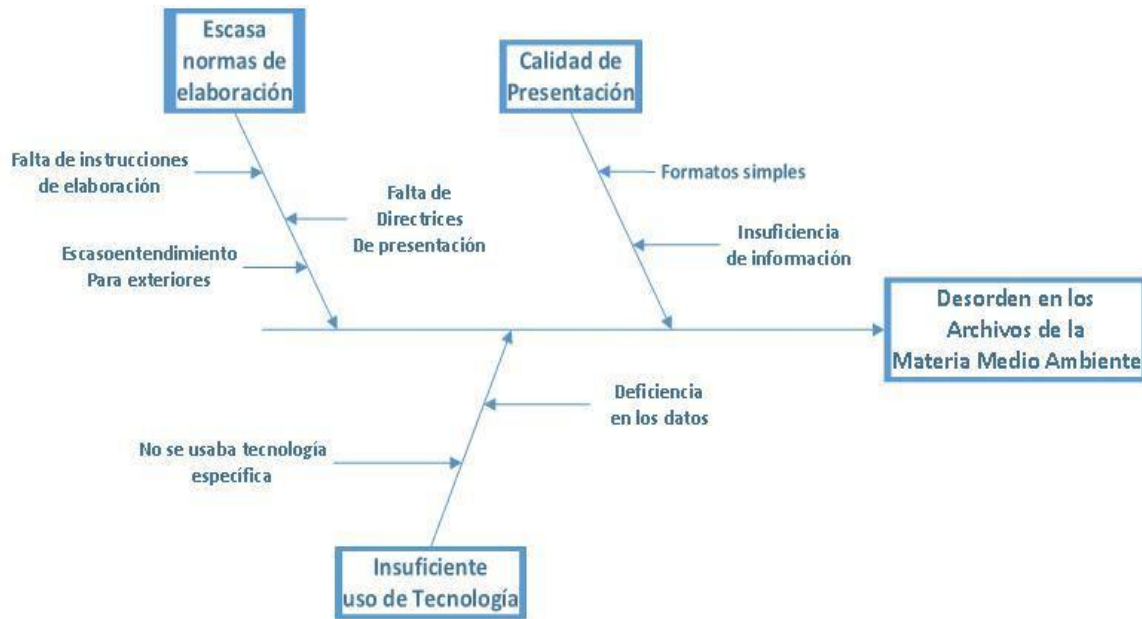 Escasa
normas de
elaboración
Calidad de
Presentación
Falta de instrucciones
de elaboración
Falta de
Directrices
De presentación
Escasoentendimiento
Para exteriores
Formatos simples
Insuficiencia
de información
Desorden en los
Archivos de la
Materia Medio Ambiente
Deficiencia
en los datos
No se usaba tecnología
específica
Insuficiente
uso de Tecnología